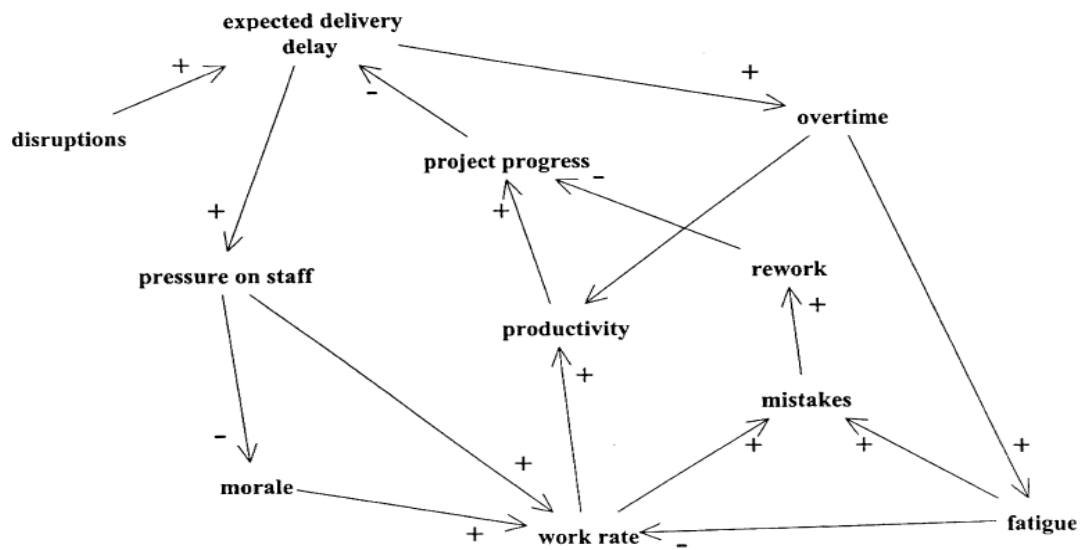 expected delivery
delay
+
+
-
disruptions
overtime
project progress
-
+
+
pressure on staff
rework
+
productivity
+
mistakes
-
+
+
+
+
morale
+
work rate
-
fatigue